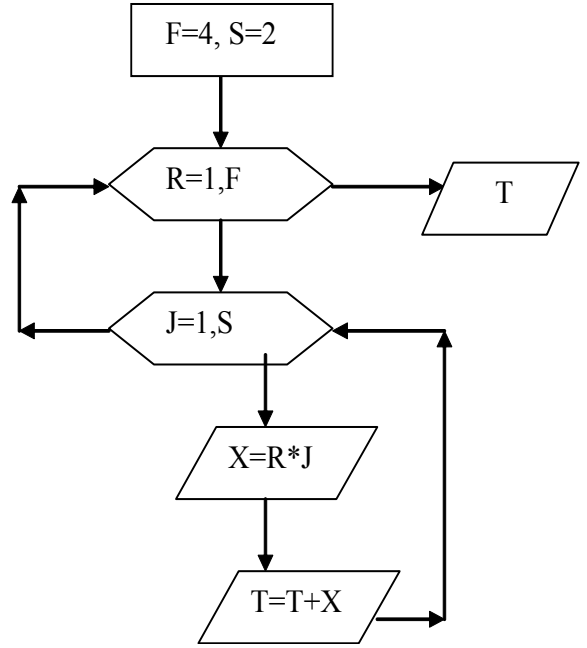 F=4, S=2
R=1,F
T
J=1,S
X=R*J
T=T+X